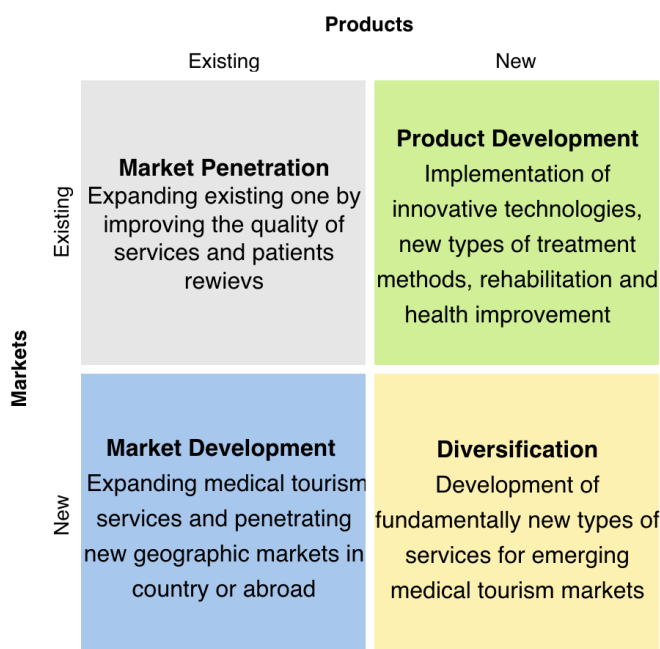 Products
Existing
New
Markets
Existing
Market Penetration
Expanding existing one by
improving the quality of
services and patients
rewievs
Product Development
Implementation of
innovative technologies,
new types of treatment
methods, rehabilitation and
health improvement
New
Market Development
Expanding medical tourism
services and penetrating
new geographic markets in
country or abroad
Diversification
Development of
fundamentally new types of
services for emerging
medical tourism markets